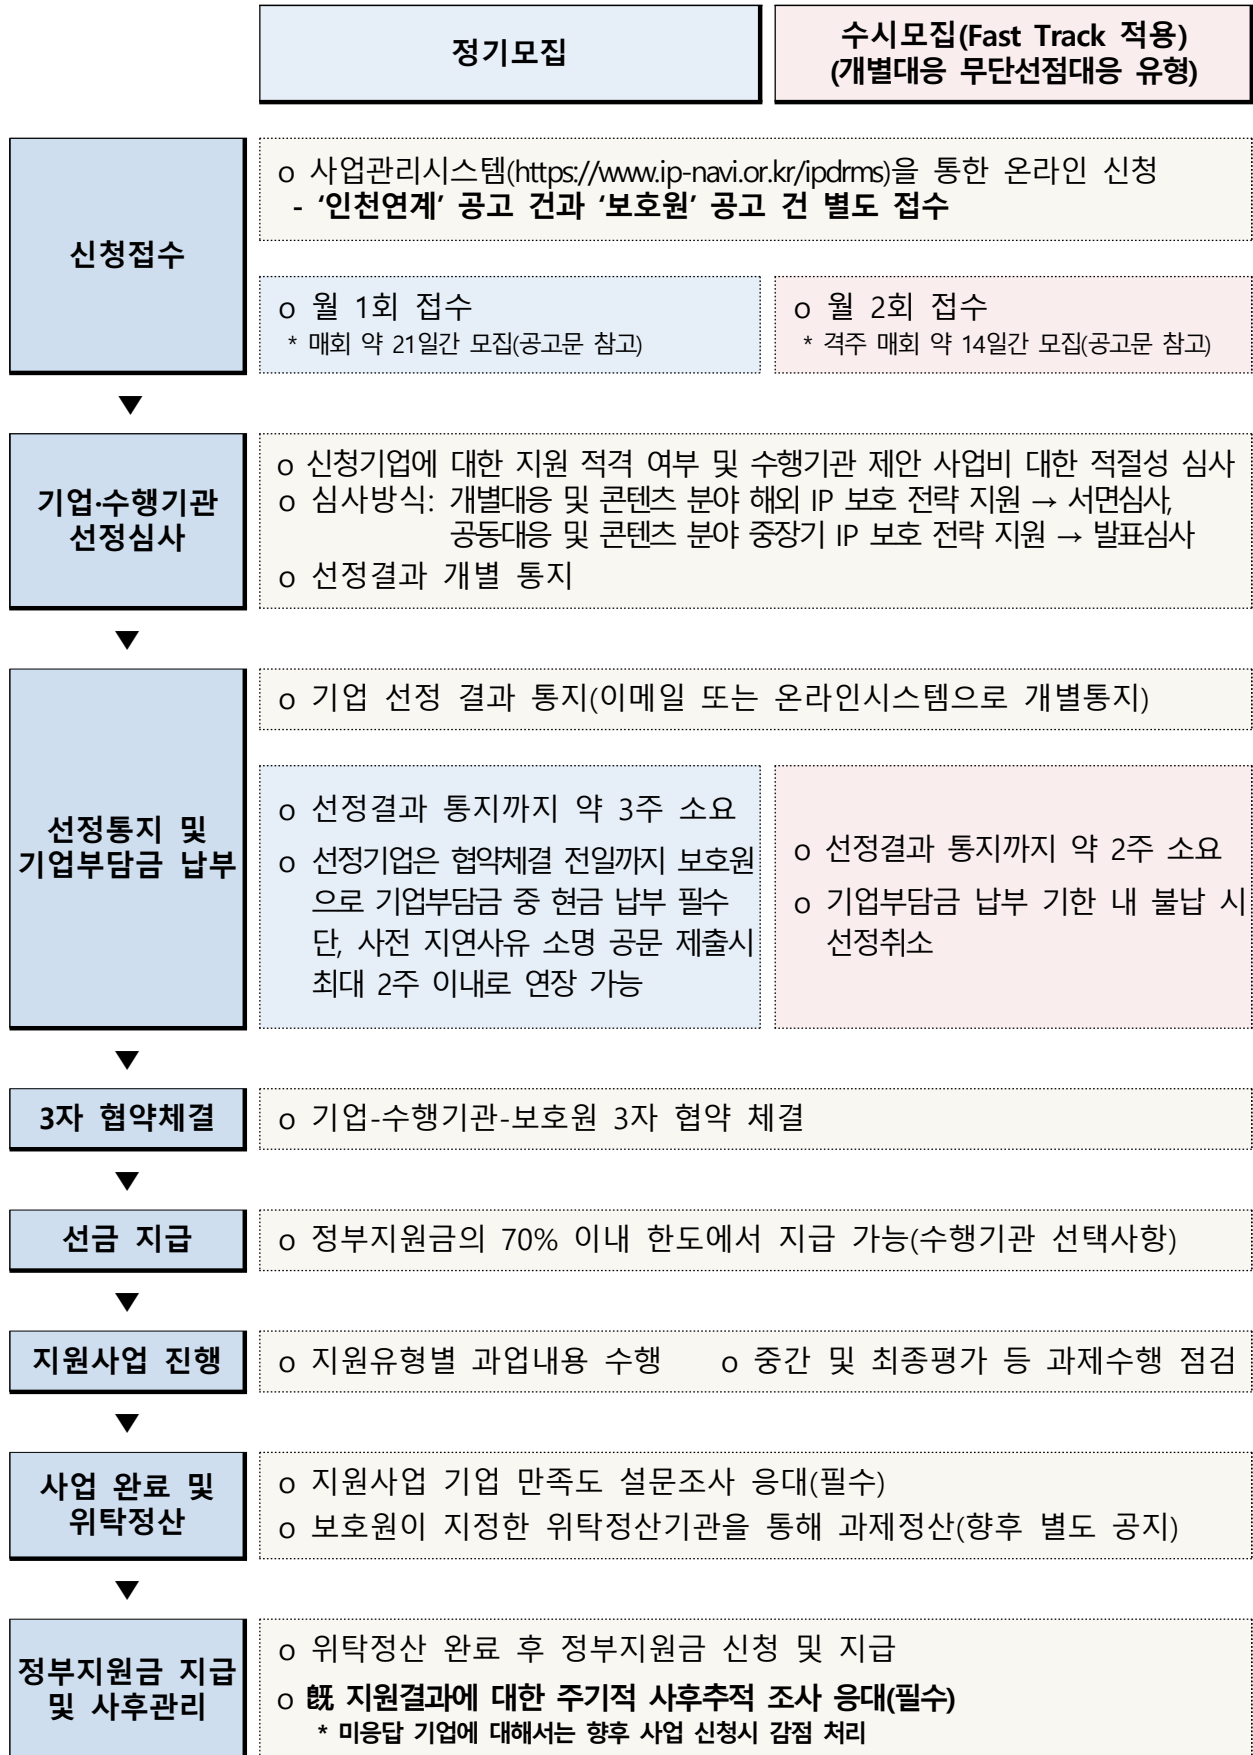 정기모집
수시모집(Fast Track 적용)
(개별대응 무단선점대응 유형)
신청접수
o 사업관리시스템(https://www.ip-navi.or.kr/ipdrms)을 통한 온라인 신청
- ‘인천연계’ 공고 건과 ‘보호원’ 공고 건 별도 접수
o 월 1회 접수
* 매회 약 21일간 모집(공고문 참고)
o 월 2회 접수
* 격주 매회 약 14일간 모집(공고문 참고)
▼
기업·수행기관
선정심사
o 신청기업에 대한 지원 적격 여부 및 수행기관 제안 사업비 대한 적절성 심사
o 심사방식: 개별대응 및 콘텐츠 분야 해외 IP 보호 전략 지원 → 서면심사,
공동대응 및 콘텐츠 분야 중장기 IP 보호 전략 지원 → 발표심사
o 선정결과 개별 통지
▼
선정통지 및
기업부담금 납부
o 기업 선정 결과 통지(이메일 또는 온라인시스템으로 개별통지)
o 선정결과 통지까지 약 3주 소요
o 선정기업은 협약체결 전일까지 보호원
으로 기업부담금 중 현금 납부 필수
단, 사전 지연사유 소명 공문 제출시
최대 2주 이내로 연장 가능
o 선정결과 통지까지 약 2주 소요
o 기업부담금 납부 기한 내 불납 시
선정취소
▼
3자 협약체결
o 기업-수행기관-보호원 3자 협약 체결
▼
선금 지급
o 정부지원금의 70% 이내 한도에서 지급 가능(수행기관 선택사항)
▼
지원사업 진행
o 지원유형별 과업내용 수행 o 중간 및 최종평가 등 과제수행 점검
▼
사업 완료 및
위탁정산
o 지원사업 기업 만족도 설문조사 응대(필수)
o 보호원이 지정한 위탁정산기관을 통해 과제정산(향후 별도 공지)
▼
정부지원금 지급
및 사후관리
o 위탁정산 완료 후 정부지원금 신청 및 지급
o 旣 지원결과에 대한 주기적 사후추적 조사 응대(필수)
* 미응답 기업에 대해서는 향후 사업 신청시 감점 처리